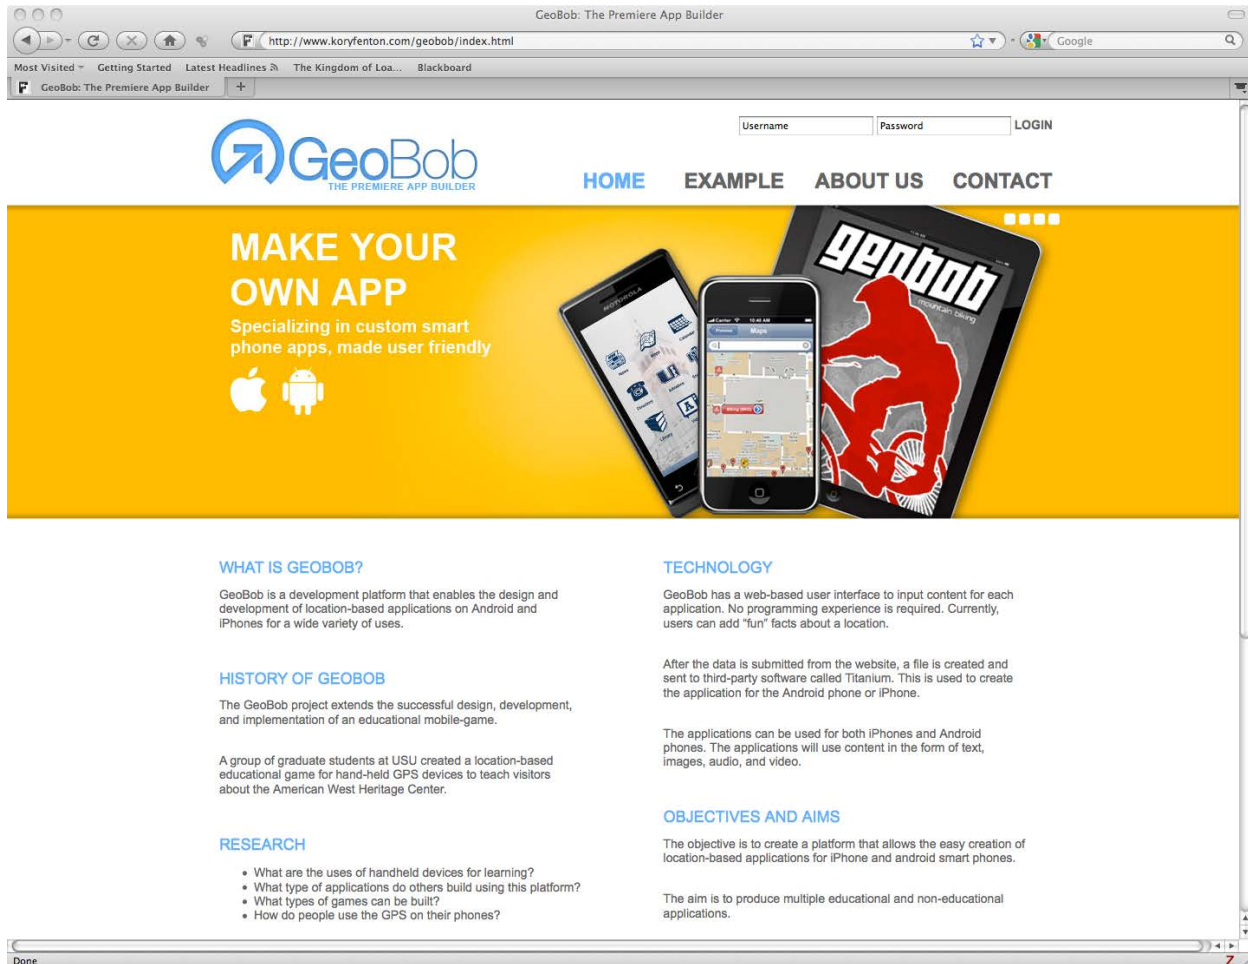 GeoBob: The Premiere App Builder
http://www.koryfenton.com/geobob/index.html
Google
Most Visited Getting Started Latest Headlines The Kingdom of Loa... Blackboard
GeoBob: The Premiere App Builder +
Username Password LOGIN
GeoBob
THE PREMIERE APP BUILDER
HOME EXAMPLE ABOUT US CONTACT
MAKE YOUR
OWN APP
Specializing in custom smart
phone apps, made user friendly
MOTOROLA
Library
Carrier 10:40 AM
Maps
geobob
mountain biking
WHAT IS GEOBOB?
GeoBob is a development platform that enables the design and
development of location-based applications on Android and
iPhones for a wide variety of uses.
HISTORY OF GEOBOB
The GeoBob project extends the successful design, development,
and implementation of an educational mobile-game.
A group of graduate students at USU created a location-based
educational game for hand-held GPS devices to teach visitors
about the American West Heritage Center.
RESEARCH
• What are the uses of handheld devices for learning?
• What type of applications do others build using this platform?
• What types of games can be built?
• How do people use the GPS on their phones?
TECHNOLOGY
GeoBob has a web-based user interface to input content for each
application. No programming experience is required. Currently,
users can add "fun" facts about a location.
After the data is submitted from the website, a file is created and
sent to third-party software called Titanium. This is used to create
the application for the Android phone or iPhone.
The applications can be used for both iPhones and Android
phones. The applications will use content in the form of text,
images, audio, and video.
OBJECTIVES AND AIMS
The objective is to create a platform that allows the easy creation of
location-based applications for iPhone and android smart phones.
The aim is to produce multiple educational and non-educational
applications.
Done